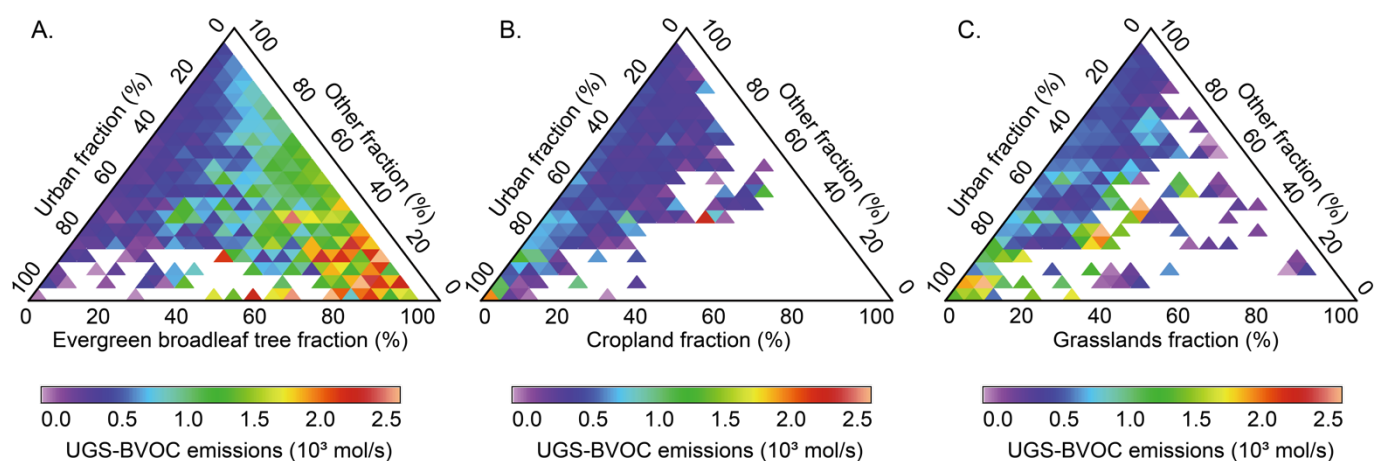 A.
Urban fraction (%)
0
20
40
60
80
100
Other fraction (%)
100
80
60
40
20
0
0 20 40 60 80 100
Evergreen broadleaf tree fraction (%)
0.0 0.5 1.0 1.5 2.0 2.5
UGS-BVOC emissions (10³ mol/s)
B.
Urban fraction (%)
0
20
40
60
80
100
Other fraction (%)
100
80
60
40
20
0
0 20 40 60 80 100
Cropland fraction (%)
0.0 0.5 1.0 1.5 2.0 2.5
UGS-BVOC emissions (10³ mol/s)
C.
Urban fraction (%)
0
20
40
60
80
100
Other fraction (%)
100
80
60
40
20
0
0 20 40 60 80 100
Grasslands fraction (%)
0.0 0.5 1.0 1.5 2.0 2.5
UGS-BVOC emissions (10³ mol/s)